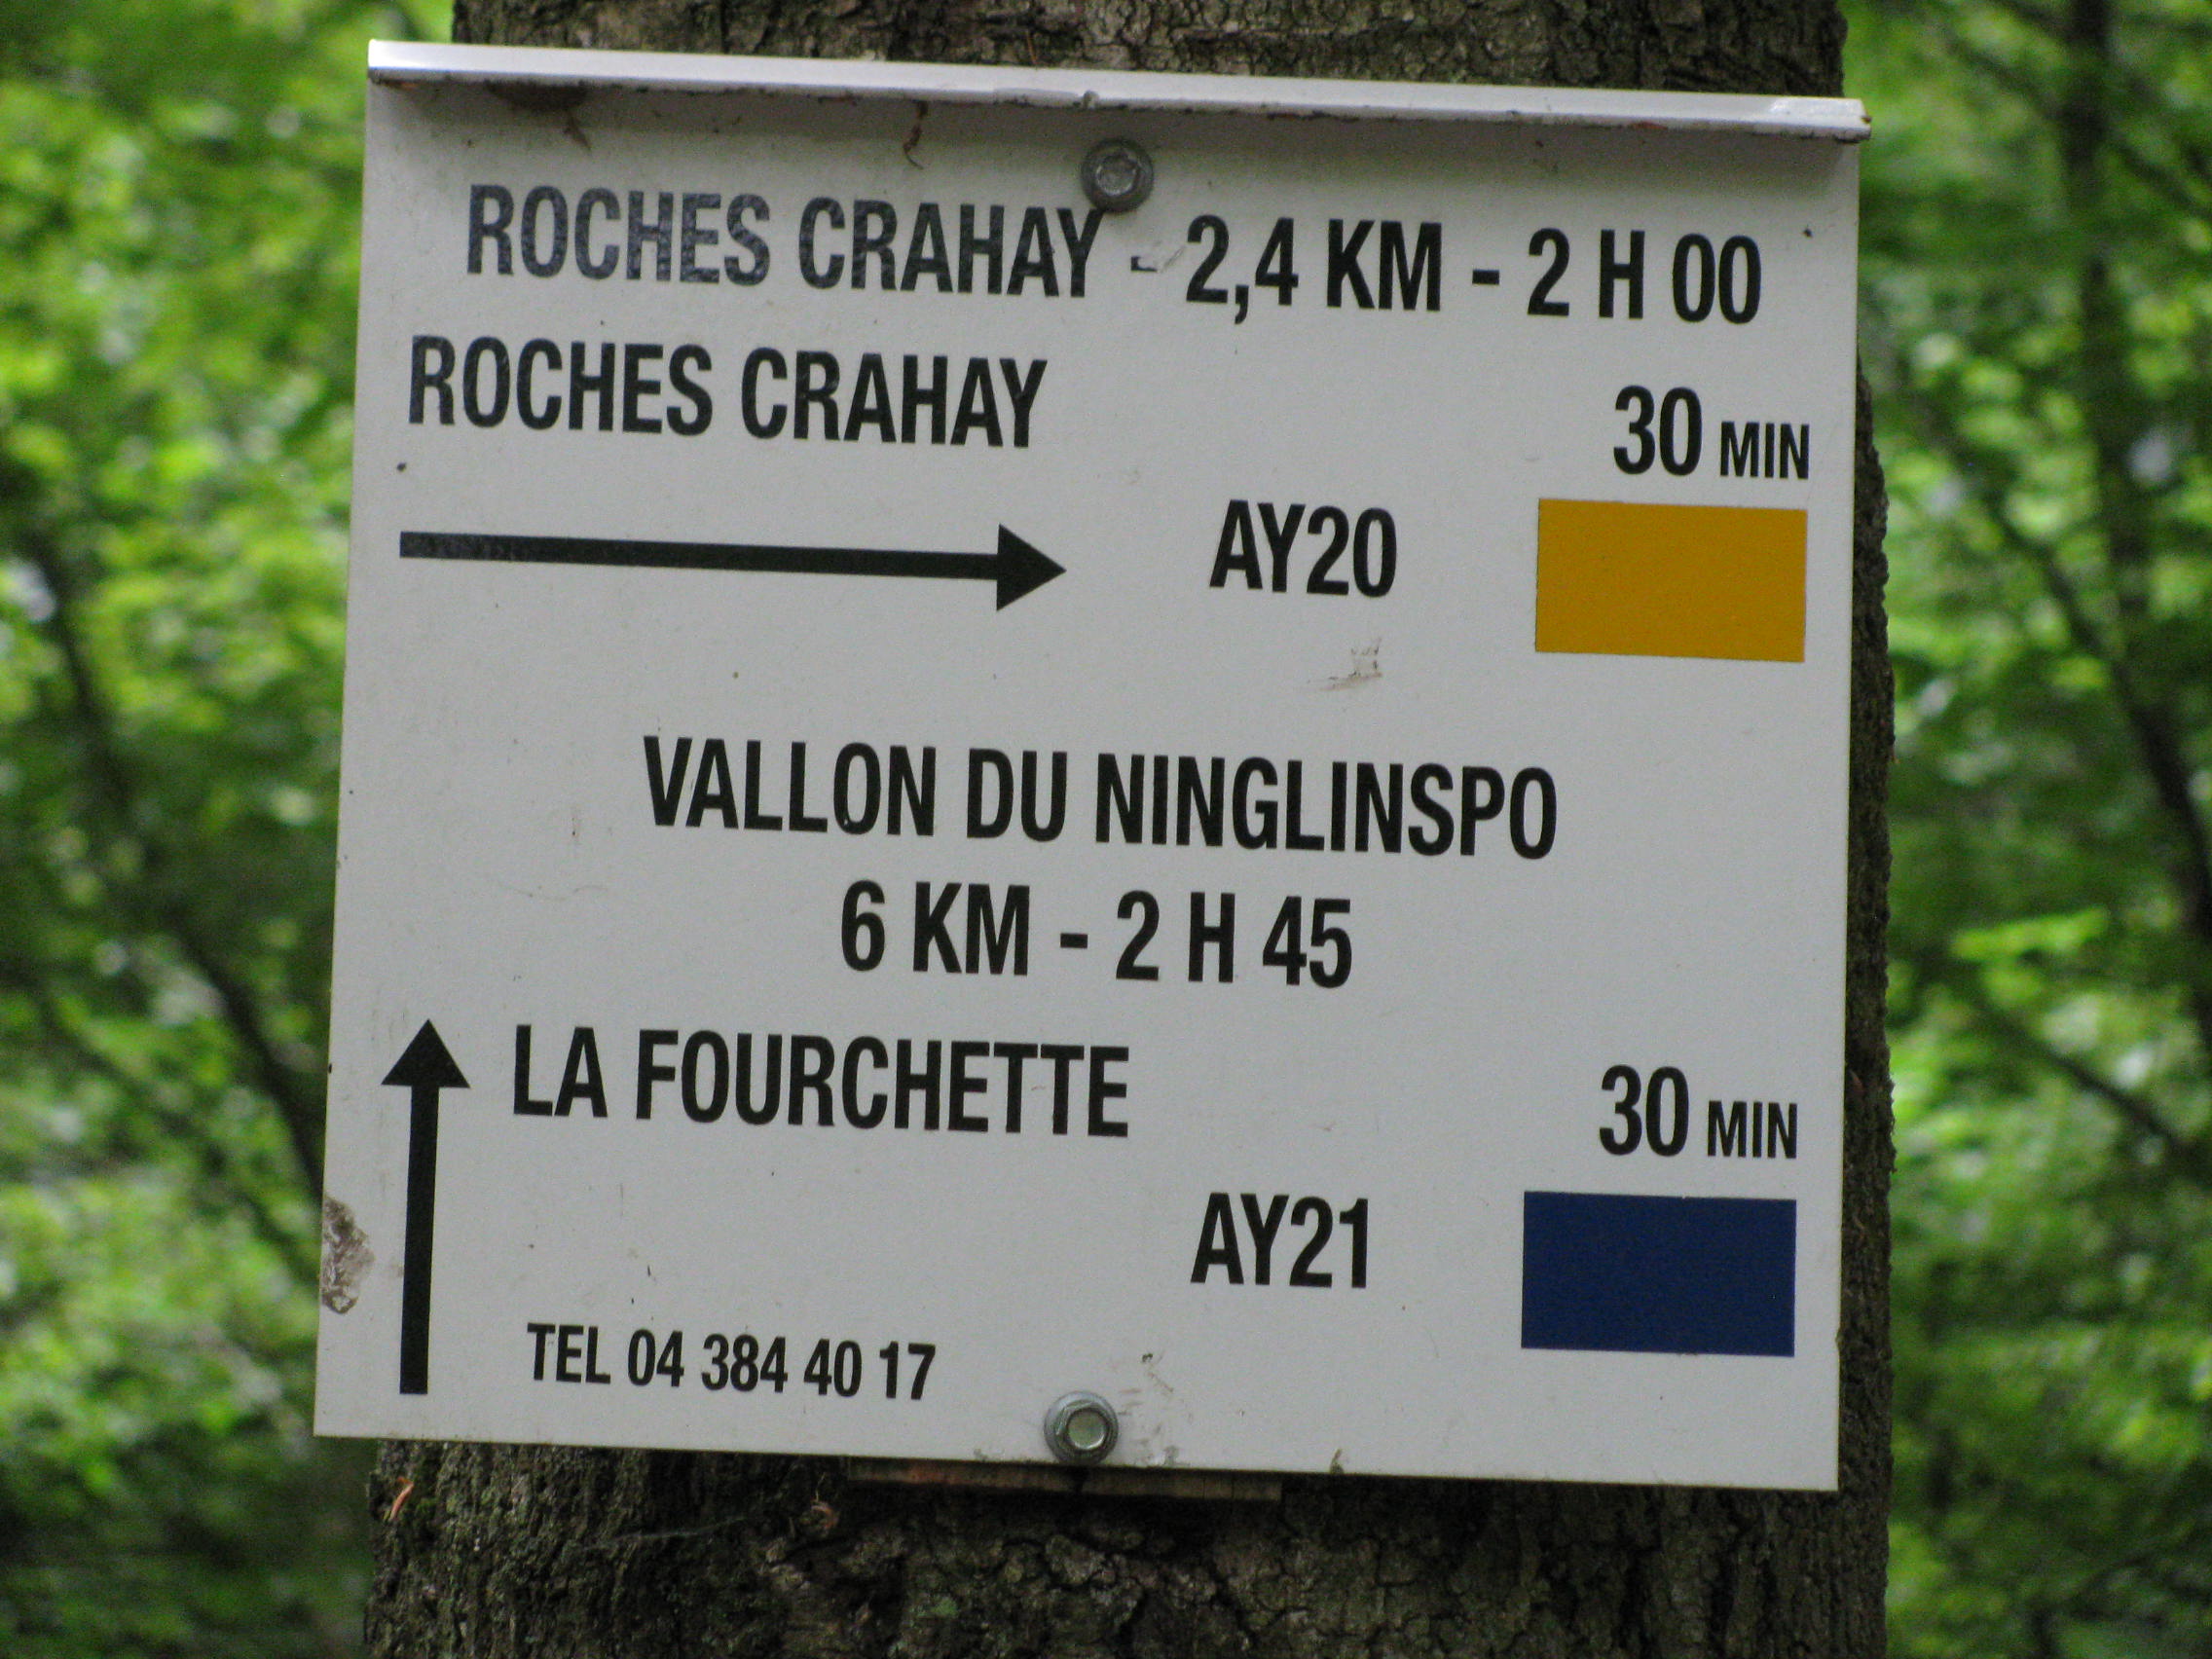 ROCHES CRAHAY - 2,4 KM - 2 H 00
ROCHES CRAHAY 30 MIN
AY20
VALLON DU NINGLINSPO
6 KM - 2 H 45
LA FOURCHETTE 30 MIN
AY21
TEL 04 384 40 17